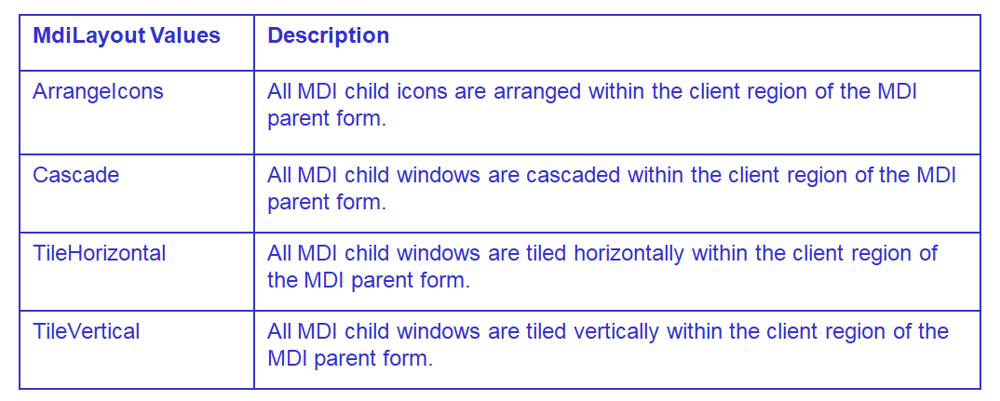 MdiLayout Values Description
ArrangeIcons All MDI child icons are arranged within the client region of the MDI
parent form.
Cascade All MDI child windows are cascaded within the client region of the MDI
parent form.
TileHorizontal All MDI child windows are tiled horizontally within the client region of
the MDI parent form.
TileVertical All MDI child windows are tiled vertically within the client region of the
MDI parent form.